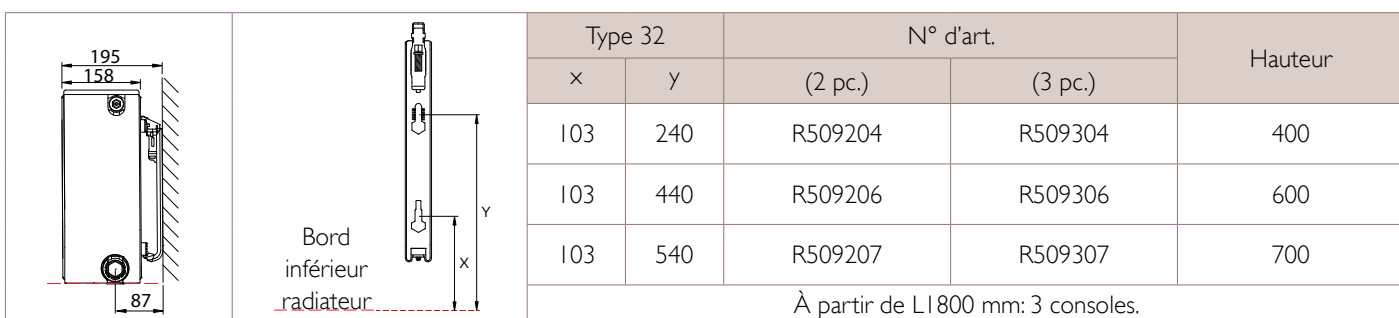 195
158
87
Y
X
Bord
inférieur
radiateur
Type 32 N° d'art. Hauteur
x y (2 pc.) (3 pc.)
103 240 R509204 R509304 400
103 440 R509206 R509306 600
103 540 R509207 R509307 700
À partir de L1800 mm: 3 consoles.